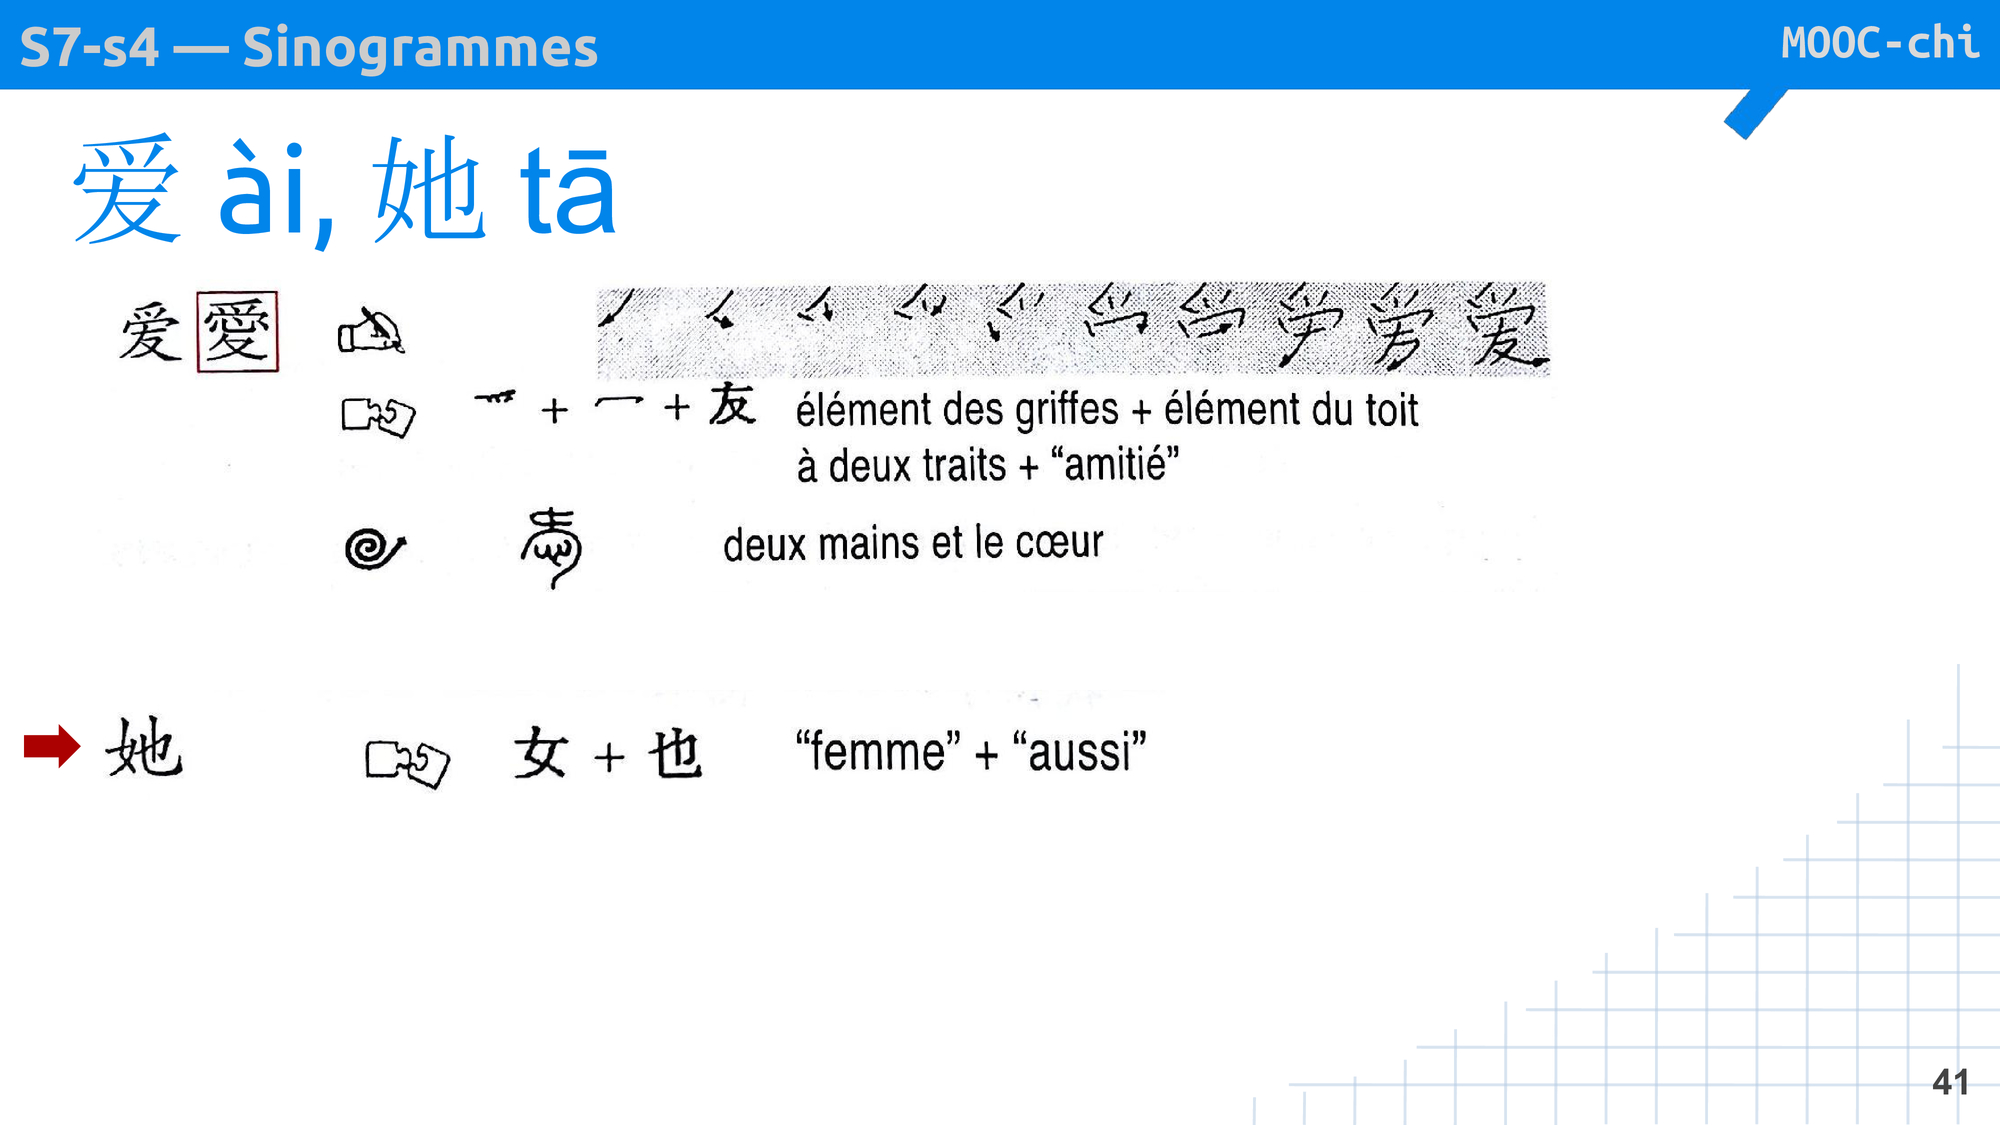 S7-s4 — Sinogrammes
MOOC-chi
爱 ài, 她 tā
爱 愛
爫 + 冖 + 友 élément des griffes + élément du toit
à deux traits + “amitié”
deux mains et le cœur
她 女 + 也 “femme” + “aussi”
41